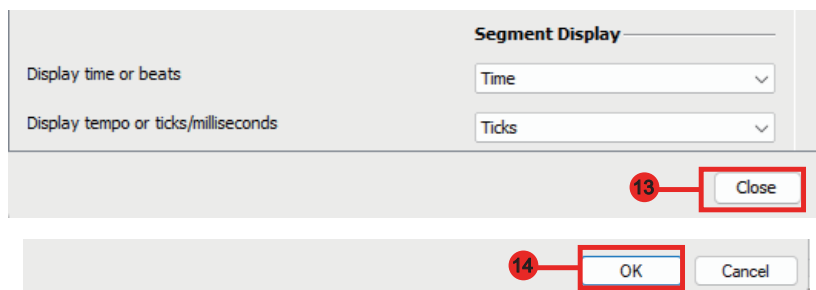 Segment Display
Display time or beats
Time
Display tempo or ticks/milliseconds
Ticks
13
Close
14
OK
Cancel